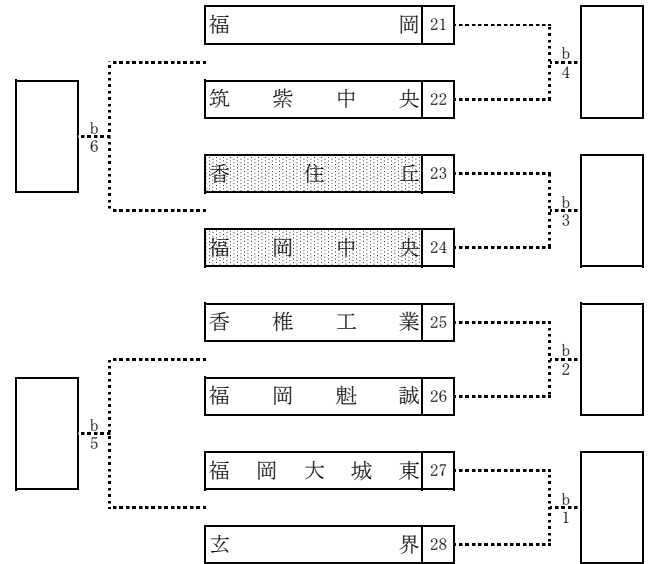 福岡 21
b4
筑紫中央 22
b6
香住丘 23
b3
福岡中央 24
香椎工業 25
b2
福岡魁誠 26
b5
福岡大城東 27
b1
玄界 28